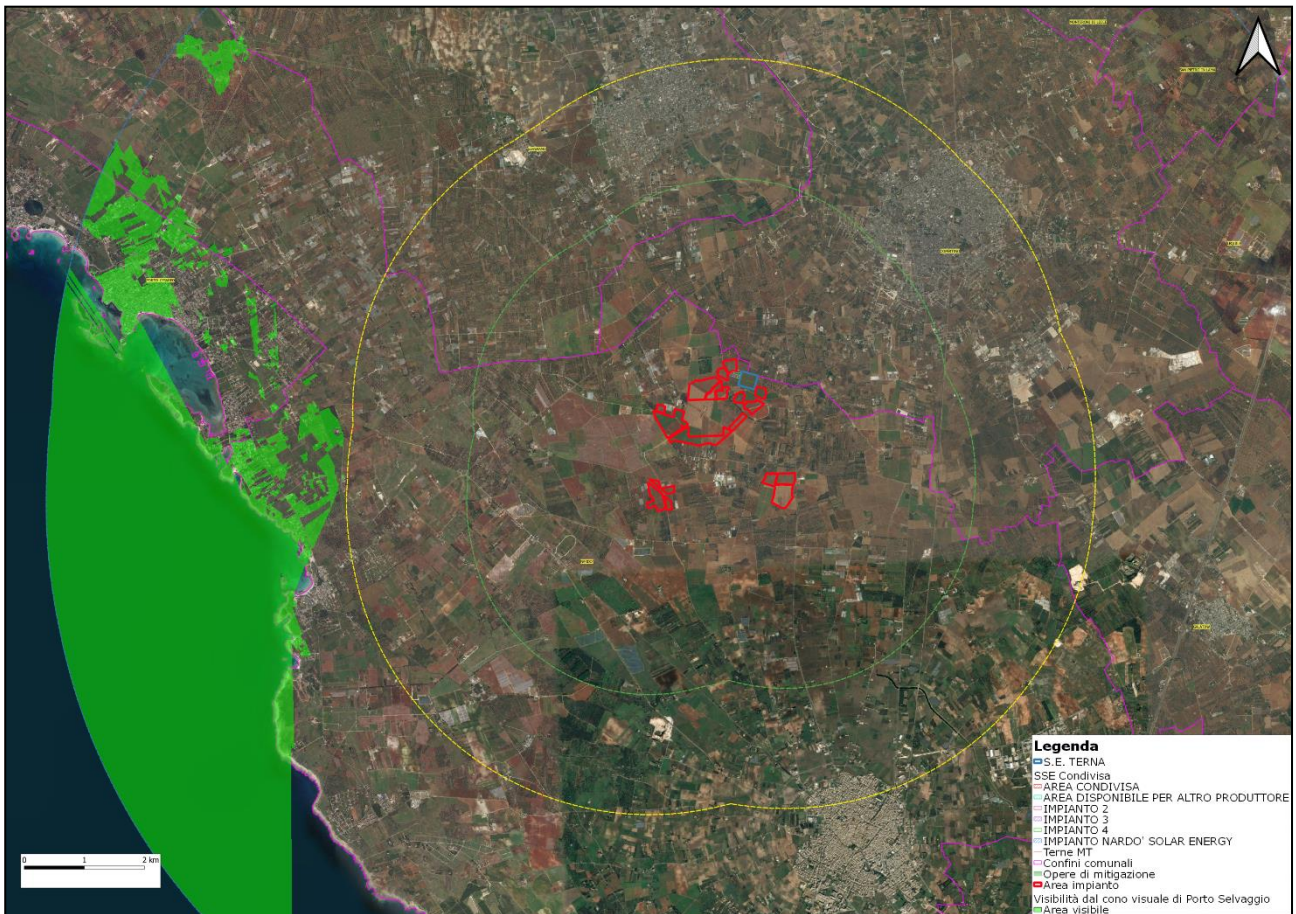 NARDO'
0 1 2 km
Legenda
S.E. TERNA
SSE Condivisa
AREA CONDIVISA
AREA DISPONIBILE PER ALTRO PRODUTTORE
IMPIANTO 2
IMPIANTO 3
IMPIANTO 4
IMPIANTO NARDO' SOLAR ENERGY
Terne MT
Confini comunali
Opere di mitigazione
Area impianto
Visibilità dal cono visuale di Porto Selvaggio
Area visibile